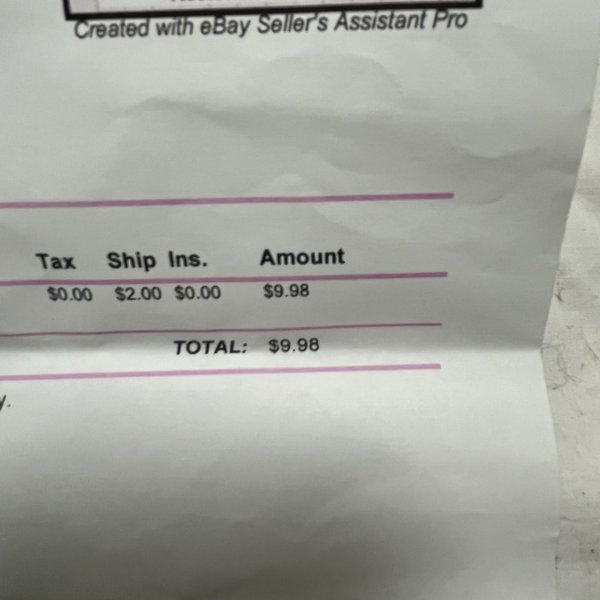 Created with eBay Seller's Assistant Pro
Tax Ship Ins. Amount
$0.00 $2.00 $0.00 $9.98
TOTAL: $9.98
y.